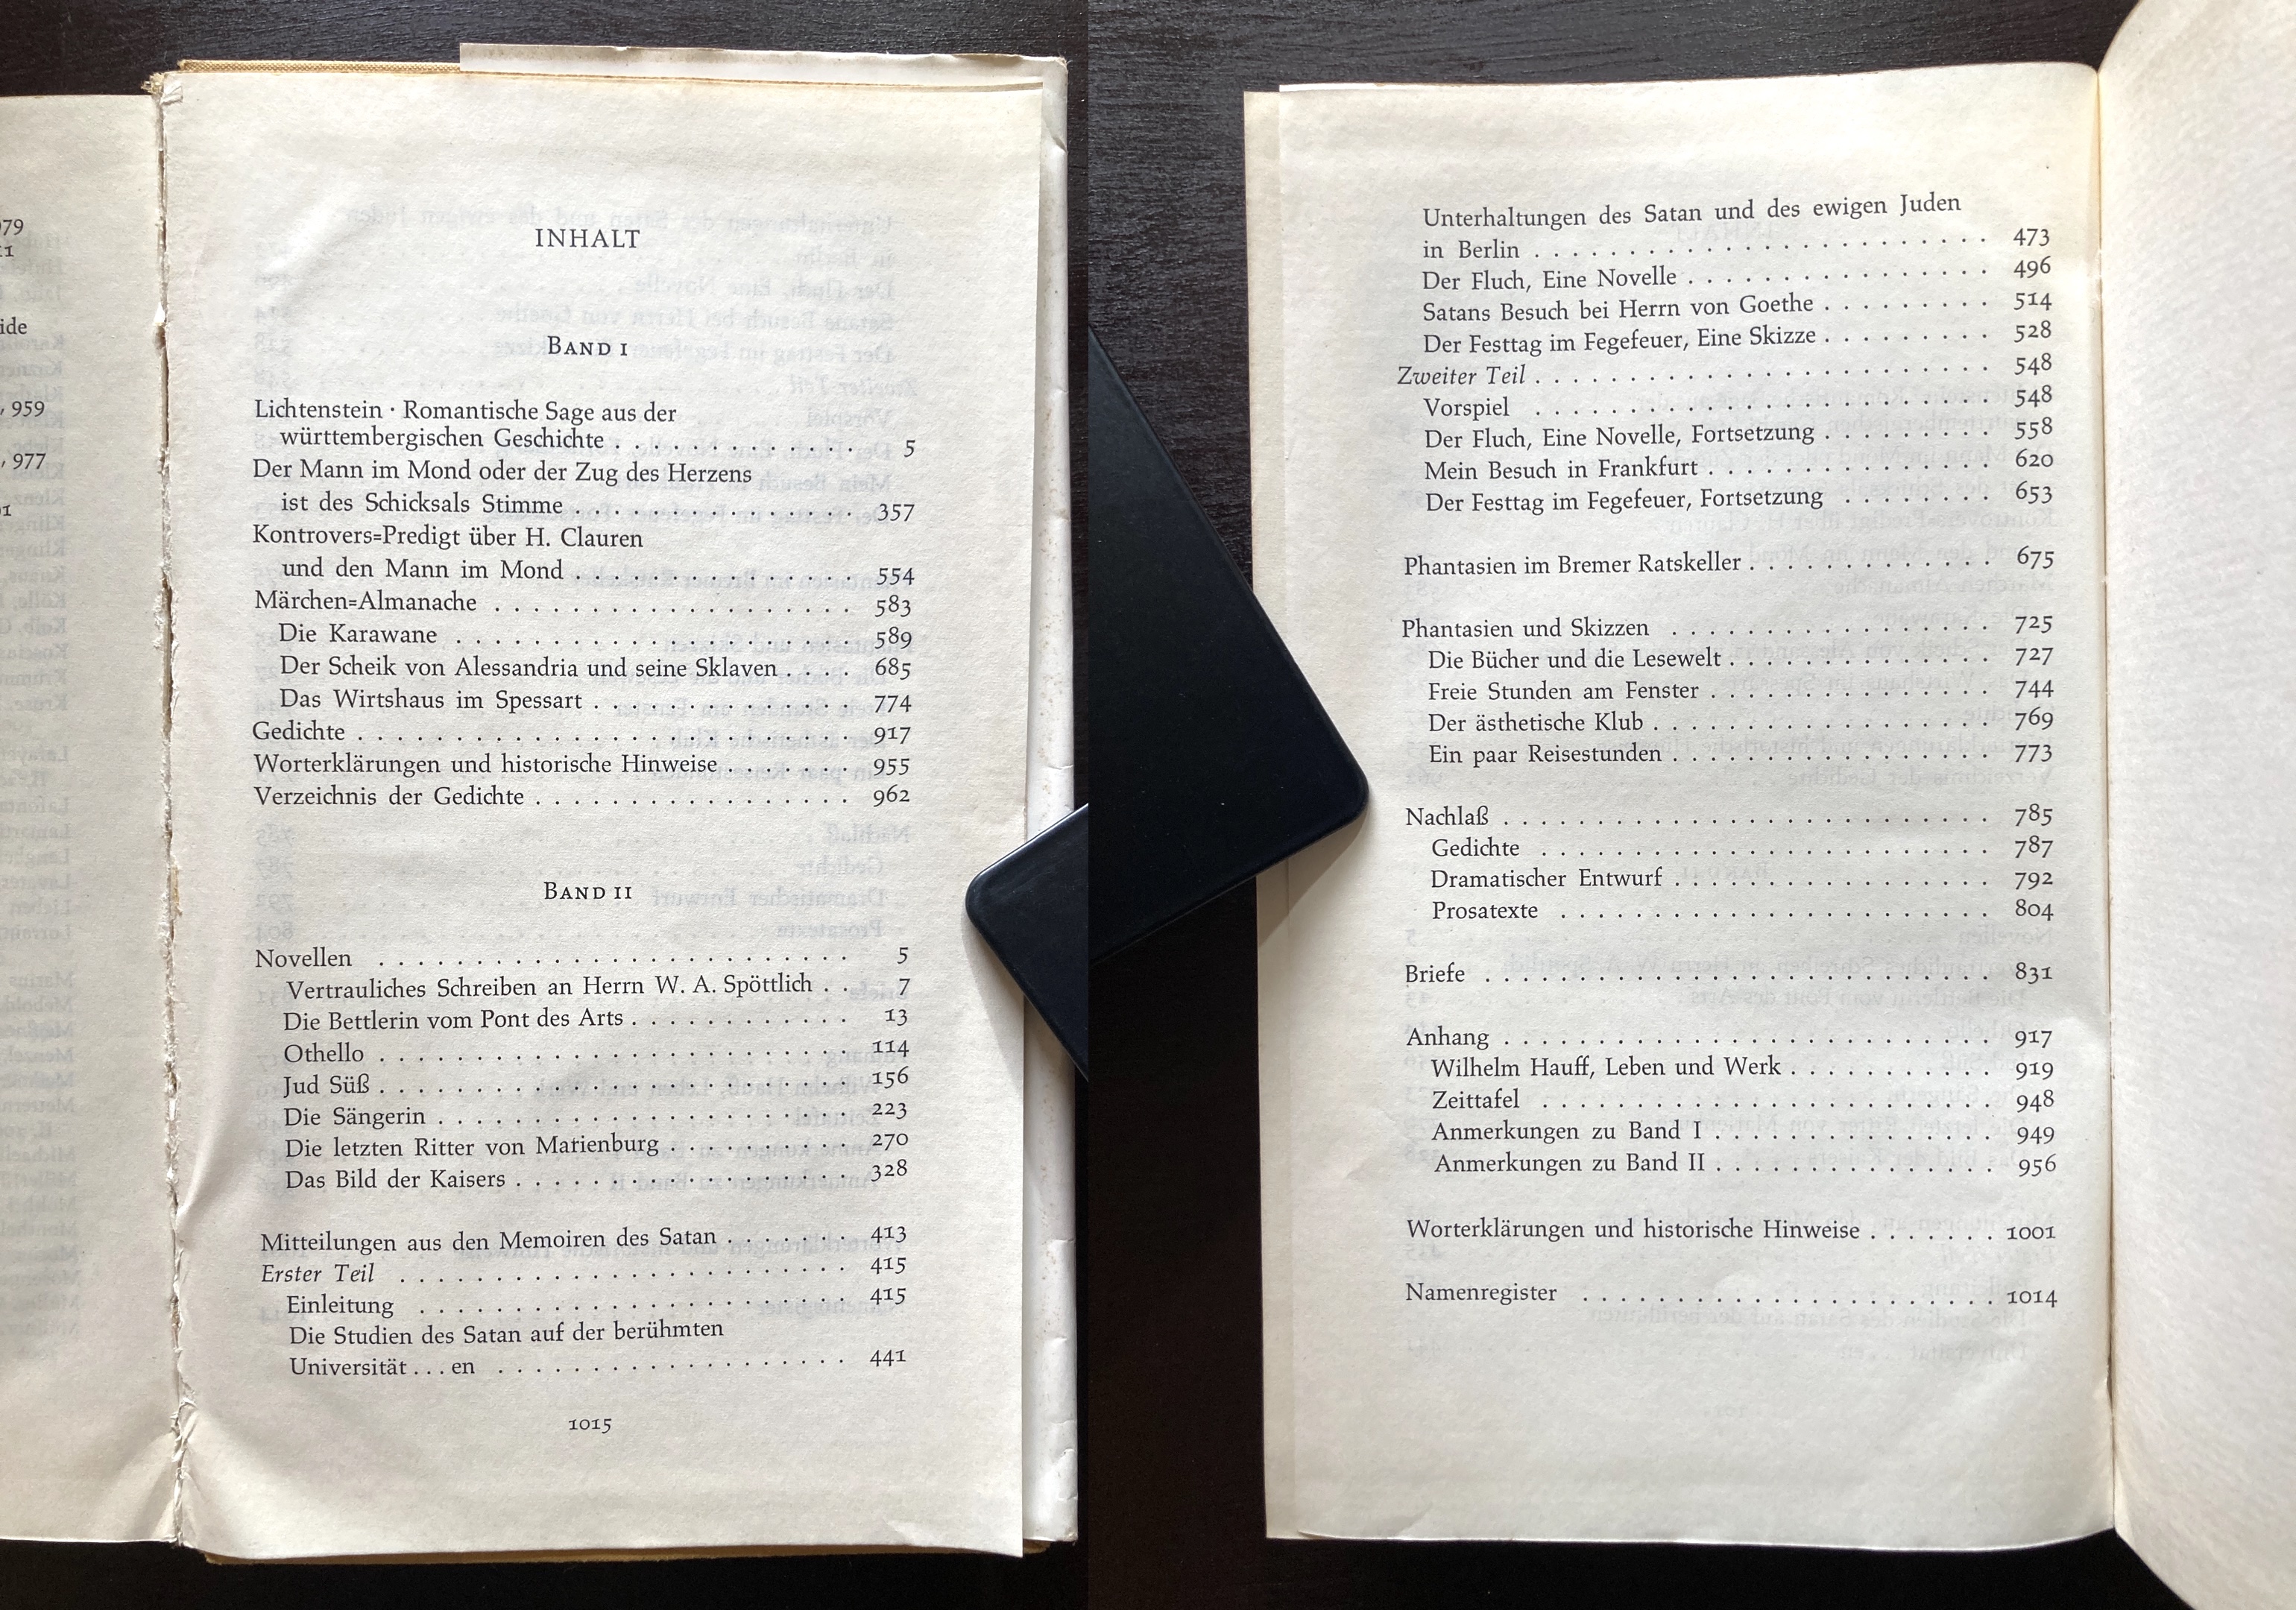 979
11
ide
, 959
, 977
91
INHALT
BAND I
Lichtenstein · Romantische Sage aus der
württembergischen Geschichte . . . . . . . . . . . . . 5
Der Mann im Mond oder der Zug des Herzens
ist des Schicksals Stimme . . . . . . . . . . . . . . . 357
Kontrovers=Predigt über H. Clauren
und den Mann im Mond . . . . . . . . . . . . . . . 554
Märchen=Almanache . . . . . . . . . . . . . . . . . . . 583
Die Karawane . . . . . . . . . . . . . . . . . . . . . 589
Der Scheik von Alessandria und seine Sklaven . . . . 685
Das Wirtshaus im Spessart . . . . . . . . . . . . . . 774
Gedichte . . . . . . . . . . . . . . . . . . . . . . . . . . 917
Worterklärungen und historische Hinweise . . . . . . . 955
Verzeichnis der Gedichte . . . . . . . . . . . . . . . . . 962
BAND II
Novellen . . . . . . . . . . . . . . . . . . . . . . . . . 5
Vertrauliches Schreiben an Herrn W. A. Spöttlich . . 7
Die Bettlerin vom Pont des Arts . . . . . . . . . . . . 13
Othello . . . . . . . . . . . . . . . . . . . . . . . . . 114
Jud Süß . . . . . . . . . . . . . . . . . . . . . . . . . 156
Die Sängerin . . . . . . . . . . . . . . . . . . . . . . 223
Die letzten Ritter von Marienburg . . . . . . . . . . 270
Das Bild der Kaisers . . . . . . . . . . . . . . . . . . 328
Mitteilungen aus den Memoiren des Satan . . . . . . . 413
Erster Teil . . . . . . . . . . . . . . . . . . . . . . . . 415
Einleitung . . . . . . . . . . . . . . . . . . . . . . . 415
Die Studien des Satan auf der berühmten
Universität . . . en . . . . . . . . . . . . . . . . . . . 441
1015
Unterhaltungen des Satan und des ewigen Juden
in Berlin . . . . . . . . . . . . . . . . . . . . . . . . 473
Der Fluch, Eine Novelle . . . . . . . . . . . . . . . . 496
Satans Besuch bei Herrn von Goethe . . . . . . . . . 514
Der Festtag im Fegefeuer, Eine Skizze . . . . . . . . . 528
Zweiter Teil . . . . . . . . . . . . . . . . . . . . . . . . 548
Vorspiel . . . . . . . . . . . . . . . . . . . . . . . . 548
Der Fluch, Eine Novelle, Fortsetzung . . . . . . . . . 558
Mein Besuch in Frankfurt . . . . . . . . . . . . . . . 620
Der Festtag im Fegefeuer, Fortsetzung . . . . . . . . 653
Phantasien im Bremer Ratskeller . . . . . . . . . . . . . 675
Phantasien und Skizzen . . . . . . . . . . . . . . . . . 725
Die Bücher und die Lesewelt . . . . . . . . . . . . . . 727
Freie Stunden am Fenster . . . . . . . . . . . . . . . 744
Der ästhetische Klub . . . . . . . . . . . . . . . . . . 769
Ein paar Reisestunden . . . . . . . . . . . . . . . . . 773
Nachlaß . . . . . . . . . . . . . . . . . . . . . . . . . . 785
Gedichte . . . . . . . . . . . . . . . . . . . . . . . . 787
Dramatischer Entwurf . . . . . . . . . . . . . . . . . 792
Prosatexte . . . . . . . . . . . . . . . . . . . . . . . 804
Briefe . . . . . . . . . . . . . . . . . . . . . . . . . . . 831
Anhang . . . . . . . . . . . . . . . . . . . . . . . . . . 917
Wilhelm Hauff, Leben und Werk . . . . . . . . . . . 919
Zeittafel . . . . . . . . . . . . . . . . . . . . . . . . 948
Anmerkungen zu Band I . . . . . . . . . . . . . . . 949
Anmerkungen zu Band II . . . . . . . . . . . . . . . 956
Worterklärungen und historische Hinweise . . . . . . . 1001
Namenregister . . . . . . . . . . . . . . . . . . . . . . 1014